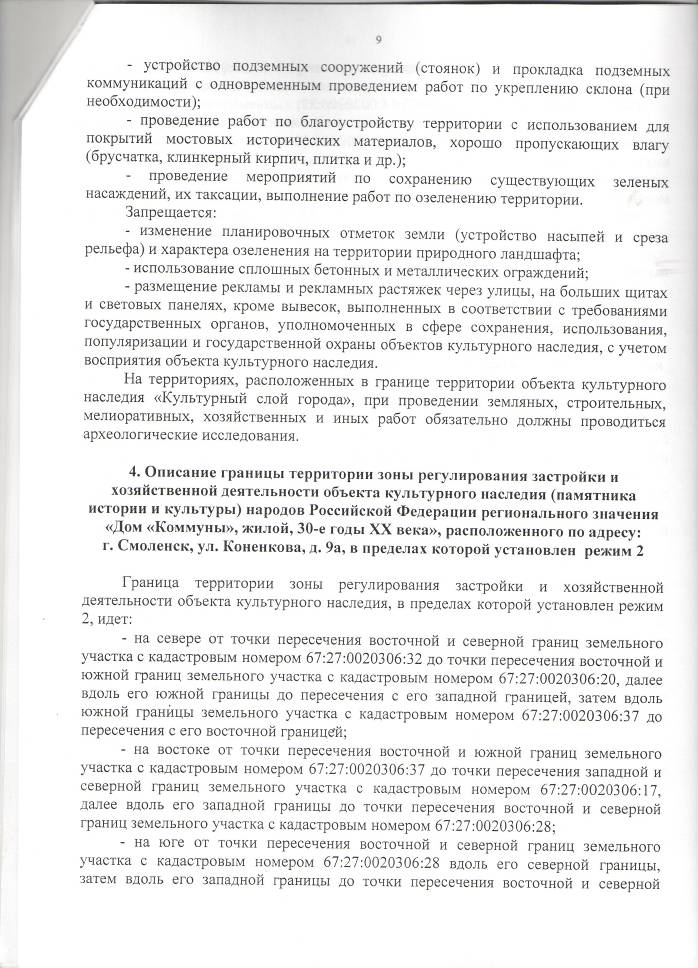 9
- устройство подземных сооружений (стоянок) и прокладка подземных
коммуникаций с одновременным проведением работ по укреплению склона (при
необходимости);
- проведение работ по благоустройству территории с использованием для
покрытий мостовых исторических материалов, хорошо пропускающих влагу
(брусчатка, клинкерный кирпич, плитка и др.);
- проведение мероприятий по сохранению существующих зеленых
насаждений, их таксации, выполнение работ по озеленению территории.
Запрещается:
- изменение планировочных отметок земли (устройство насыпей и среза
рельефа) и характера озеленения на территории природного ландшафта;
- использование сплошных бетонных и металлических ограждений;
- размещение рекламы и рекламных растяжек через улицы, на больших щитах
и световых панелях, кроме вывесок, выполненных в соответствии с требованиями
государственных органов, уполномоченных в сфере сохранения, использования,
популяризации и государственной охраны объектов культурного наследия, с учетом
восприятия объекта культурного наследия.
На территориях, расположенных в границе территории объекта культурного
наследия «Культурный слой города», при проведении земляных, строительных,
мелиоративных, хозяйственных и иных работ обязательно должны проводиться
археологические исследования.
4. Описание границы территории зоны регулирования застройки и
хозяйственной деятельности объекта культурного наследия (памятника
истории и культуры) народов Российской Федерации регионального значения
«Дом «Коммуны», жилой, 30-е годы XX века», расположенного по адресу:
г. Смоленск, ул. Коненкова, д. 9а, в пределах которой установлен режим 2
Граница территории зоны регулирования застройки и хозяйственной
деятельности объекта культурного наследия, в пределах которой установлен режим
2, идет:
- на севере от точки пересечения восточной и северной границ земельного
участка с кадастровым номером 67:27:0020306:32 до точки пересечения восточной и
южной границ земельного участка с кадастровым номером 67:27:0020306:20, далее
вдоль его южной границы до пересечения с его западной границей, затем вдоль
южной границы земельного участка с кадастровым номером 67:27:0020306:37 до
пересечения с его восточной границей;
- на востоке от точки пересечения восточной и южной границ земельного
участка с кадастровым номером 67:27:0020306:37 до точки пересечения западной и
северной границ земельного участка с кадастровым номером 67:27:0020306:17,
далее вдоль его западной границы до точки пересечения восточной и северной
границ земельного участка с кадастровым номером 67:27:0020306:28;
- на юге от точки пересечения восточной и северной границ земельного
участка с кадастровым номером 67:27:0020306:28 вдоль его северной границы,
затем вдоль его западной границы до точки пересечения восточной и северной